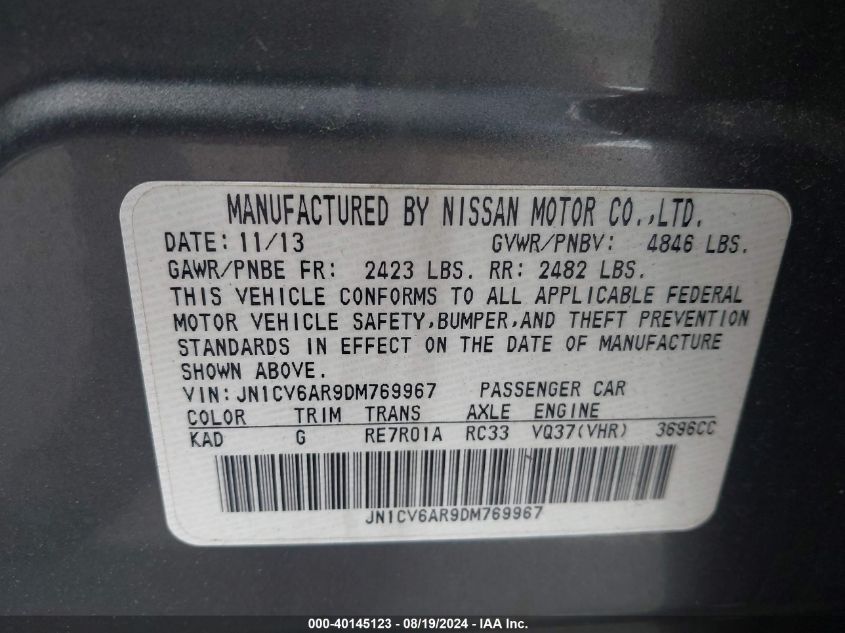 MANUFACTURED BY NISSAN MOTOR CO.,LTD.
DATE: 11/13 GVWR/PNBV: 4846 LBS.
GAWR/PNBE FR: 2423 LBS. RR: 2482 LBS.
THIS VEHICLE CONFORMS TO ALL APPLICABLE FEDERAL
MOTOR VEHICLE SAFETY,BUMPER,AND THEFT PREVENTION
STANDARDS IN EFFECT ON THE DATE OF MANUFACTURE
SHOWN ABOVE.
VIN: JN1CV6AR9DM769967 PASSENGER CAR
COLOR TRIM TRANS AXLE ENGINE
KAD G RE7R01A RC33 VQ37(VHR) 3696CC
JN1CV6AR9DM769967
000-40145123 - 08/19/2024 - IAA Inc.